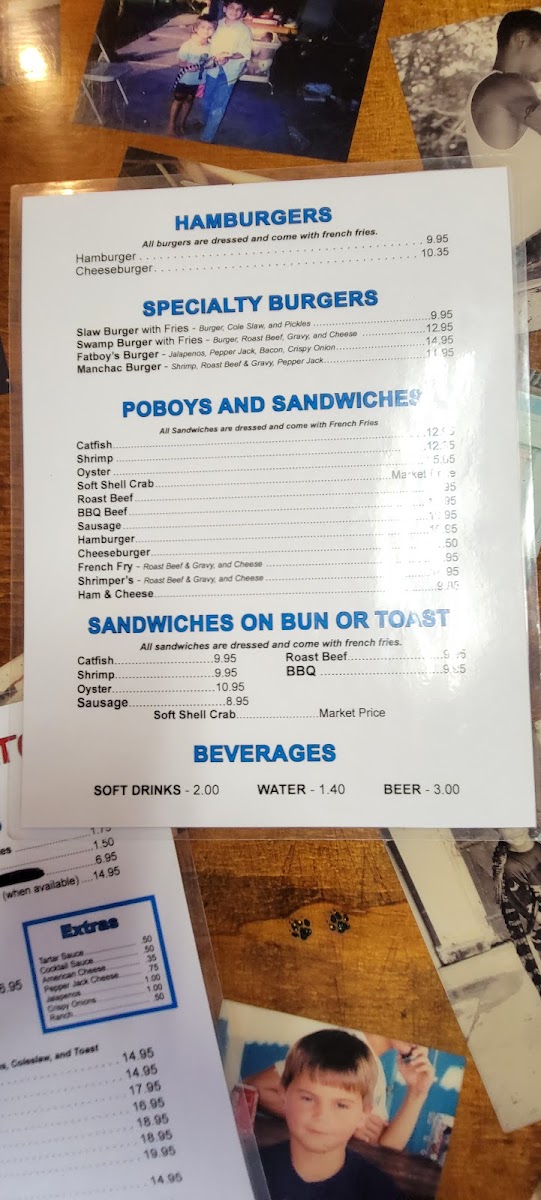 HAMBURGERS
All burgers are dressed and come with french fries.
Hamburger 9.95
Cheeseburger 10.35
SPECIALTY BURGERS
Slaw Burger with Fries - Burger, Cole Slaw, and Pickles 9.95
Swamp Burger with Fries - Burger, Roast Beef, Gravy, and Cheese 12.95
Fatboy's Burger - Jalapenos, Pepper Jack, Bacon, Crispy Onion 14.95
Manchac Burger - Shrimp, Roast Beef & Gravy, Pepper Jack
POBOYS AND SANDWICHES
All Sandwiches are dressed and come with French Fries
Catfish
Shrimp
Oyster
Soft Shell Crab Market
Roast Beef
BBQ Beef
Sausage
Hamburger
Cheeseburger
French Fry - Roast Beef & Gravy, and Cheese
Shrimper's - Roast Beef & Gravy, and Cheese
Ham & Cheese
SANDWICHES ON BUN OR TOAST
All sandwiches are dressed and come with french fries.
Catfish 9.95 Roast Beef
Shrimp 9.95 BBQ
Oyster 10.95
Sausage 8.95
Soft Shell Crab Market Price
BEVERAGES
SOFT DRINKS - 2.00 WATER - 1.40 BEER - 3.00
1.75
1.50
6.95
(when available) 14.95
Extras
Tartar Sauce .50
Cocktail Sauce .50
American Cheese .35
Pepper Jack Cheese .75
Jalapenos 1.00
Crispy Onions 1.00
Ranch .50
Coleslaw, and Toast
14.95
14.95
17.95
16.95
18.95
18.95
19.95
14.95